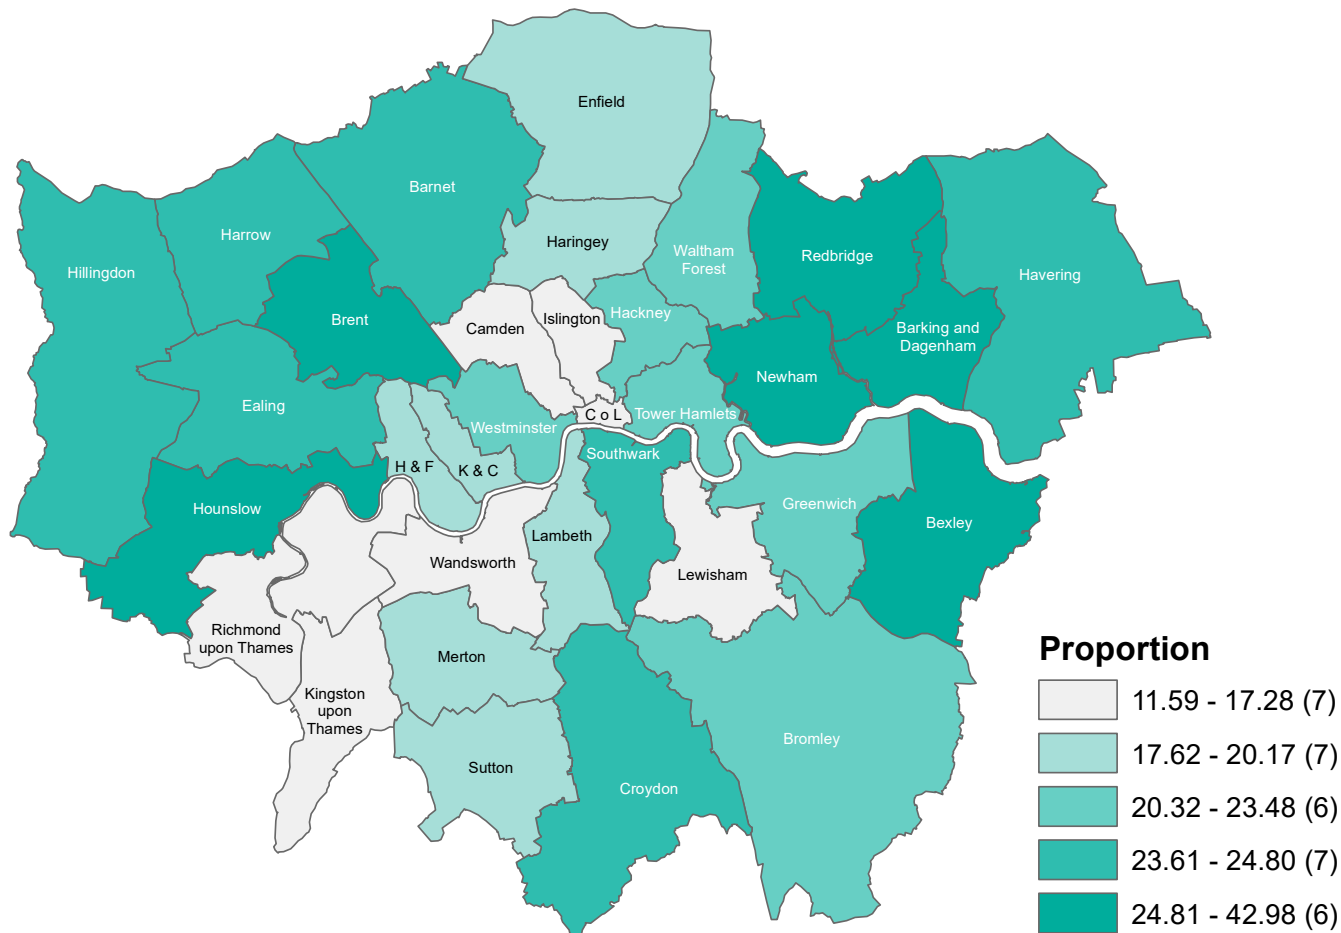 Enfield
Barnet
Harrow
Haringey
Waltham
Forest
Redbridge
Hillingdon
Havering
Brent
Camden
Islington
Hackney
Barking and
Dagenham
Newham
Ealing
Westminster
C o L
Tower Hamlets
H & F
K & C
Southwark
Hounslow
Greenwich
Bexley
Wandsworth
Lambeth
Lewisham
Richmond
upon Thames
Merton
Kingston
upon
Thames
Sutton
Croydon
Bromley
Proportion
11.59 - 17.28 (7)
17.62 - 20.17 (7)
20.32 - 23.48 (6)
23.61 - 24.80 (7)
24.81 - 42.98 (6)